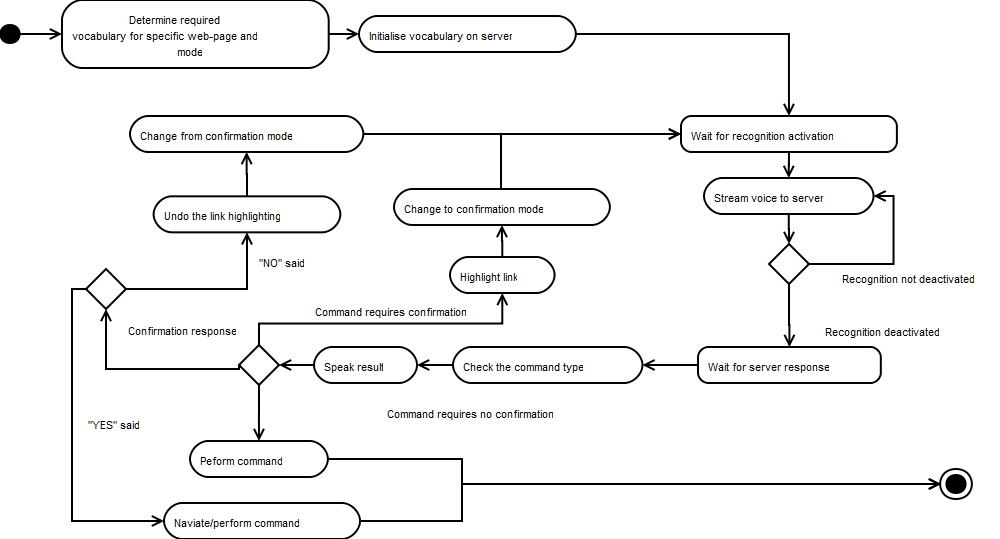 Determine required
vocabulary for specific web-page and
mode
Initialise vocabulary on server
Change from confirmation mode
Wait for recognition activation
Stream voice to server
Undo the link highlighting
Change to confirmation mode
"NO" said
Highlight link
Recognition not deactivated
Command requires confirmation
Confirmation response
Recognition deactivated
Speak result
Check the command type
Wait for server response
Command requires no confirmation
"YES" said
Peform command
Naviate/perform command